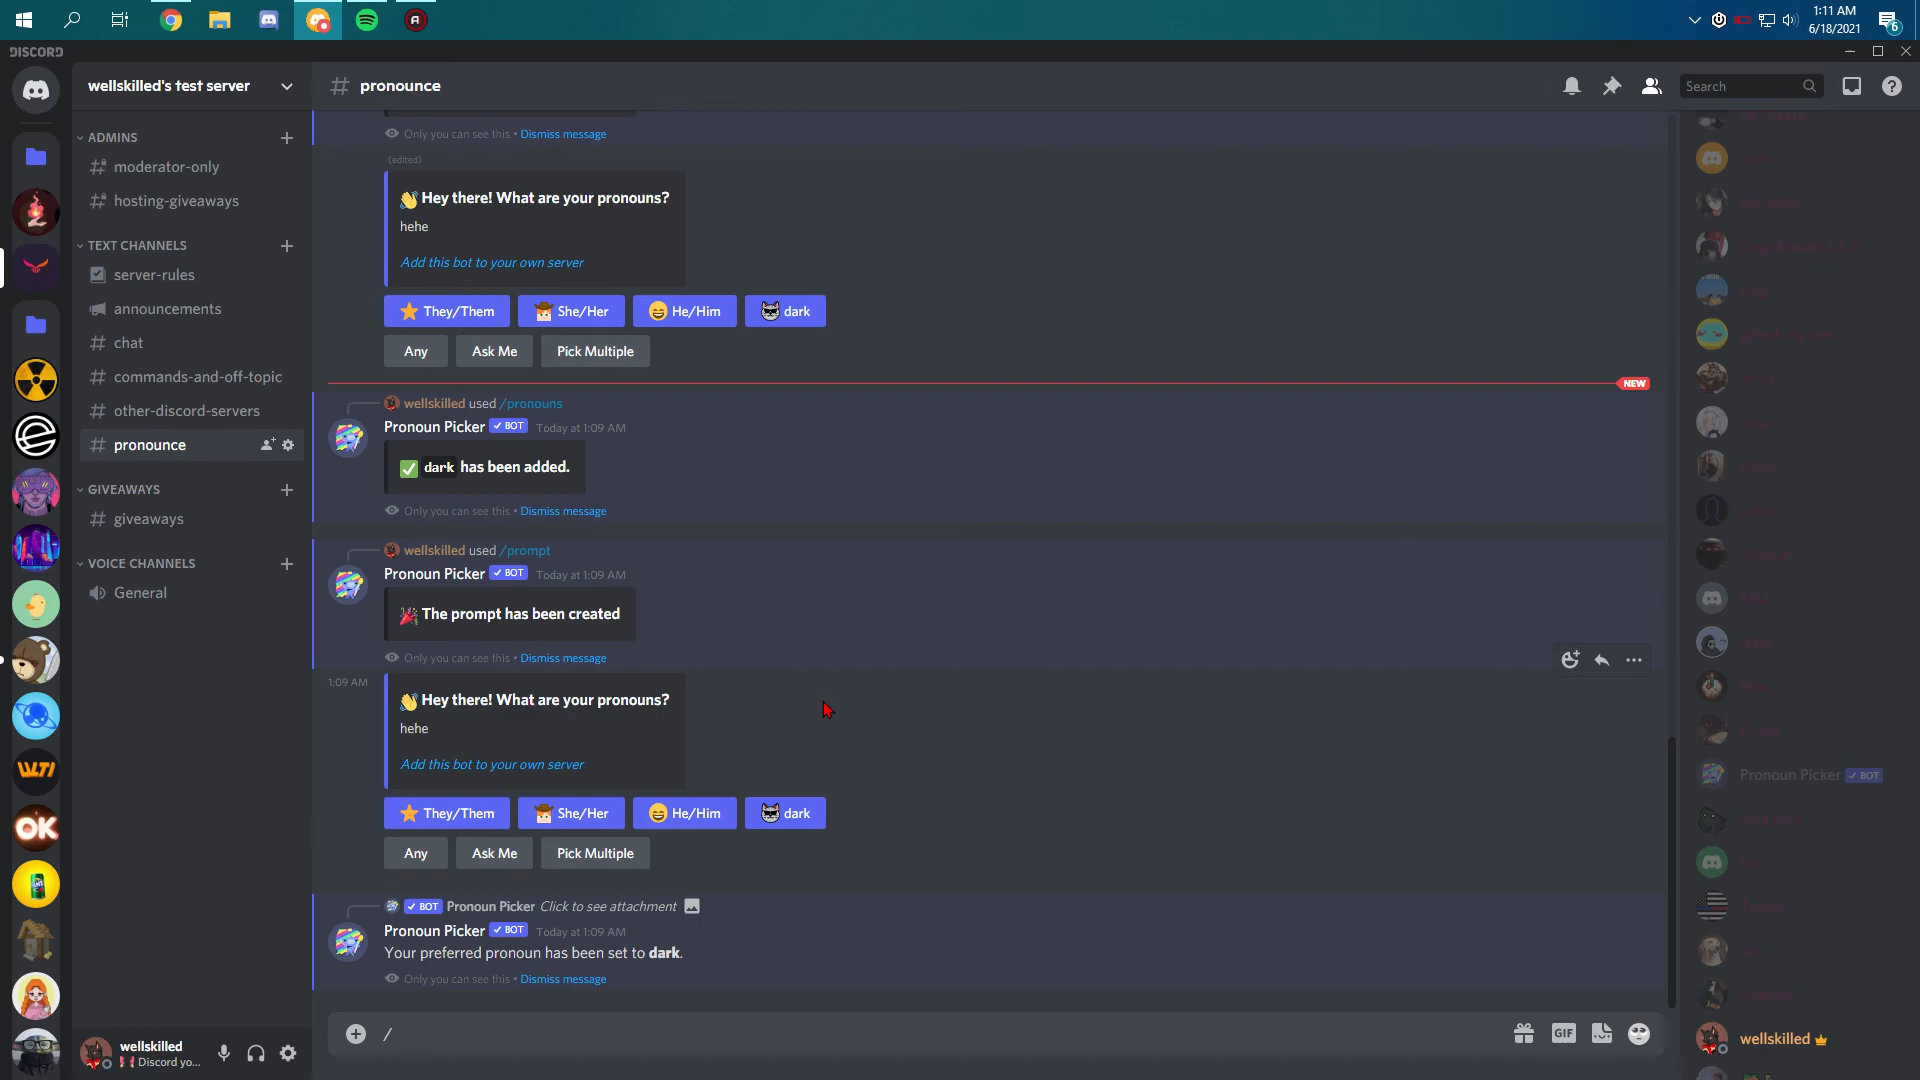 1:11 AM
6/18/2021
6
DISCORD
wellskilled's test server
# pronounce
Search
ADMINS
moderator-only
hosting-giveaways
TEXT CHANNELS
server-rules
announcements
chat
commands-and-off-topic
other-discord-servers
pronounce
GIVEAWAYS
giveaways
VOICE CHANNELS
General
OK
wellskilled
Discord yo...
Only you can see this • Dismiss message
(edited)
👋 Hey there! What are your pronouns?
hehe
Add this bot to your own server
They/Them She/Her He/Him dark
Any Ask Me Pick Multiple
NEW
wellskilled used /pronouns
Pronoun Picker ✓ BOT Today at 1:09 AM
dark has been added.
Only you can see this • Dismiss message
wellskilled used /prompt
Pronoun Picker ✓ BOT Today at 1:09 AM
The prompt has been created
Only you can see this • Dismiss message
1:09 AM
👋 Hey there! What are your pronouns?
hehe
Add this bot to your own server
They/Them She/Her He/Him dark
Any Ask Me Pick Multiple
✓ BOT Pronoun Picker Click to see attachment
Pronoun Picker ✓ BOT Today at 1:09 AM
Your preferred pronoun has been set to dark.
Only you can see this • Dismiss message
/
GIF
Pronoun Picker ✓ BOT
wellskilled